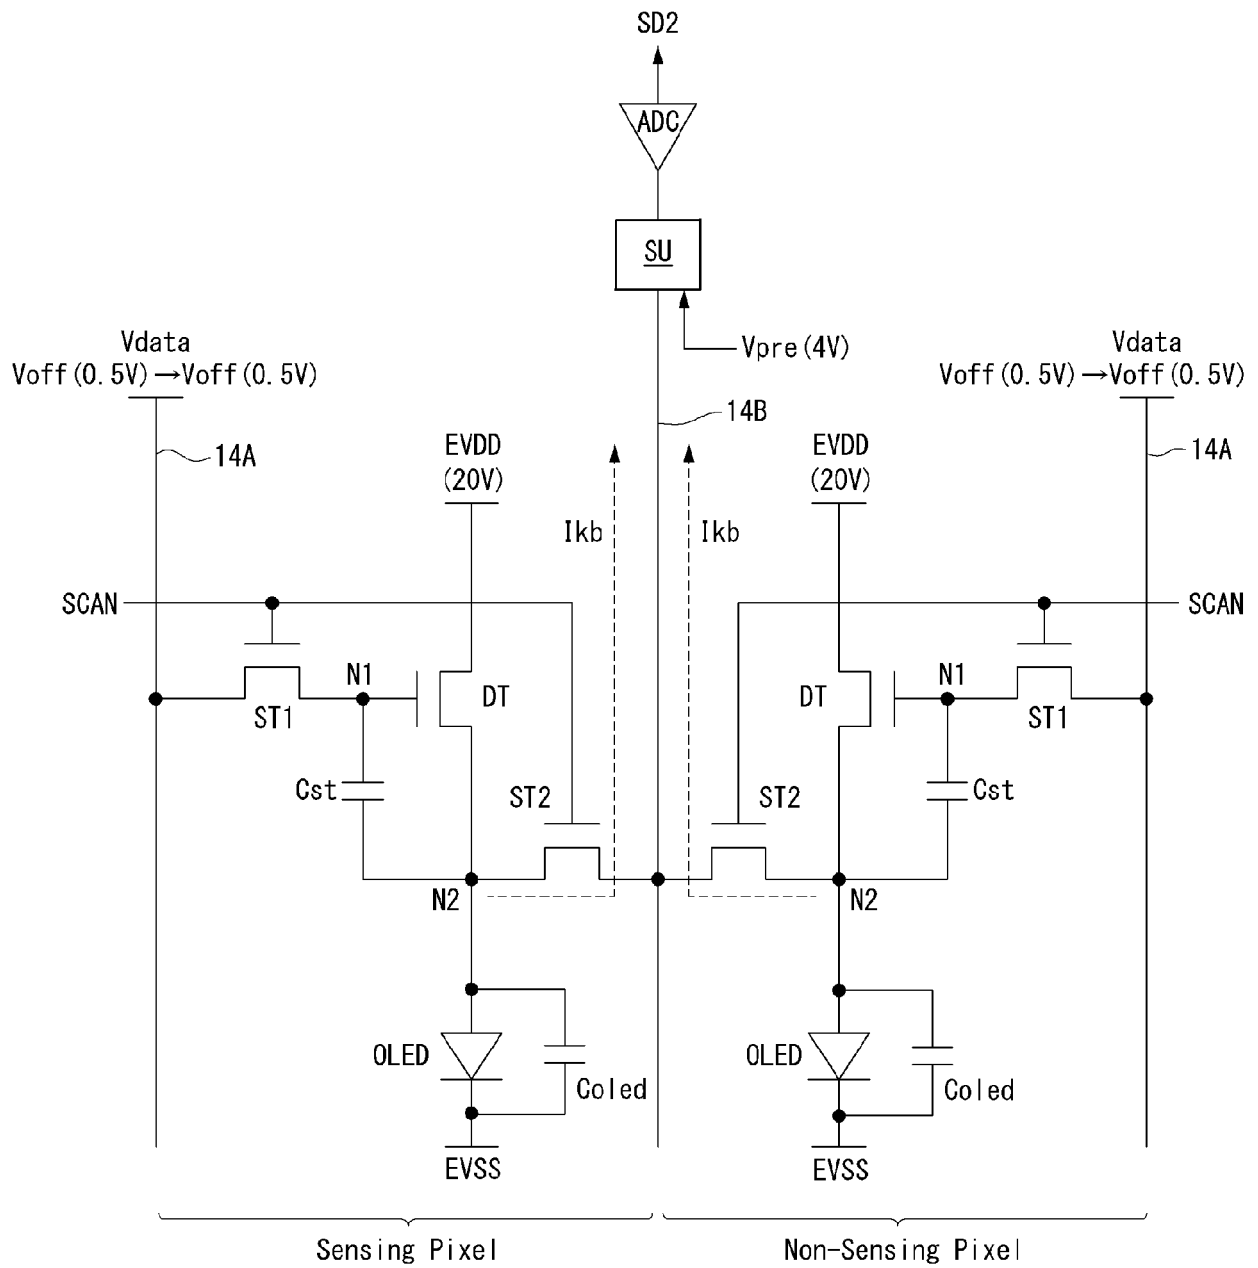 SD2
ADC
SU
Vpre(4V)
Vdata
Voff(0.5V)→Voff(0.5V)
Vdata
Voff(0.5V)→Voff(0.5V)
14A
14B
14A
EVDD
(20V)
EVDD
(20V)
Ikb
Ikb
SCAN
SCAN
N1
DT
ST1
DT
N1
ST1
Cst
ST2
ST2
Cst
N2
N2
OLED
Coled
OLED
Coled
EVSS
EVSS
Sensing Pixel
Non-Sensing Pixel